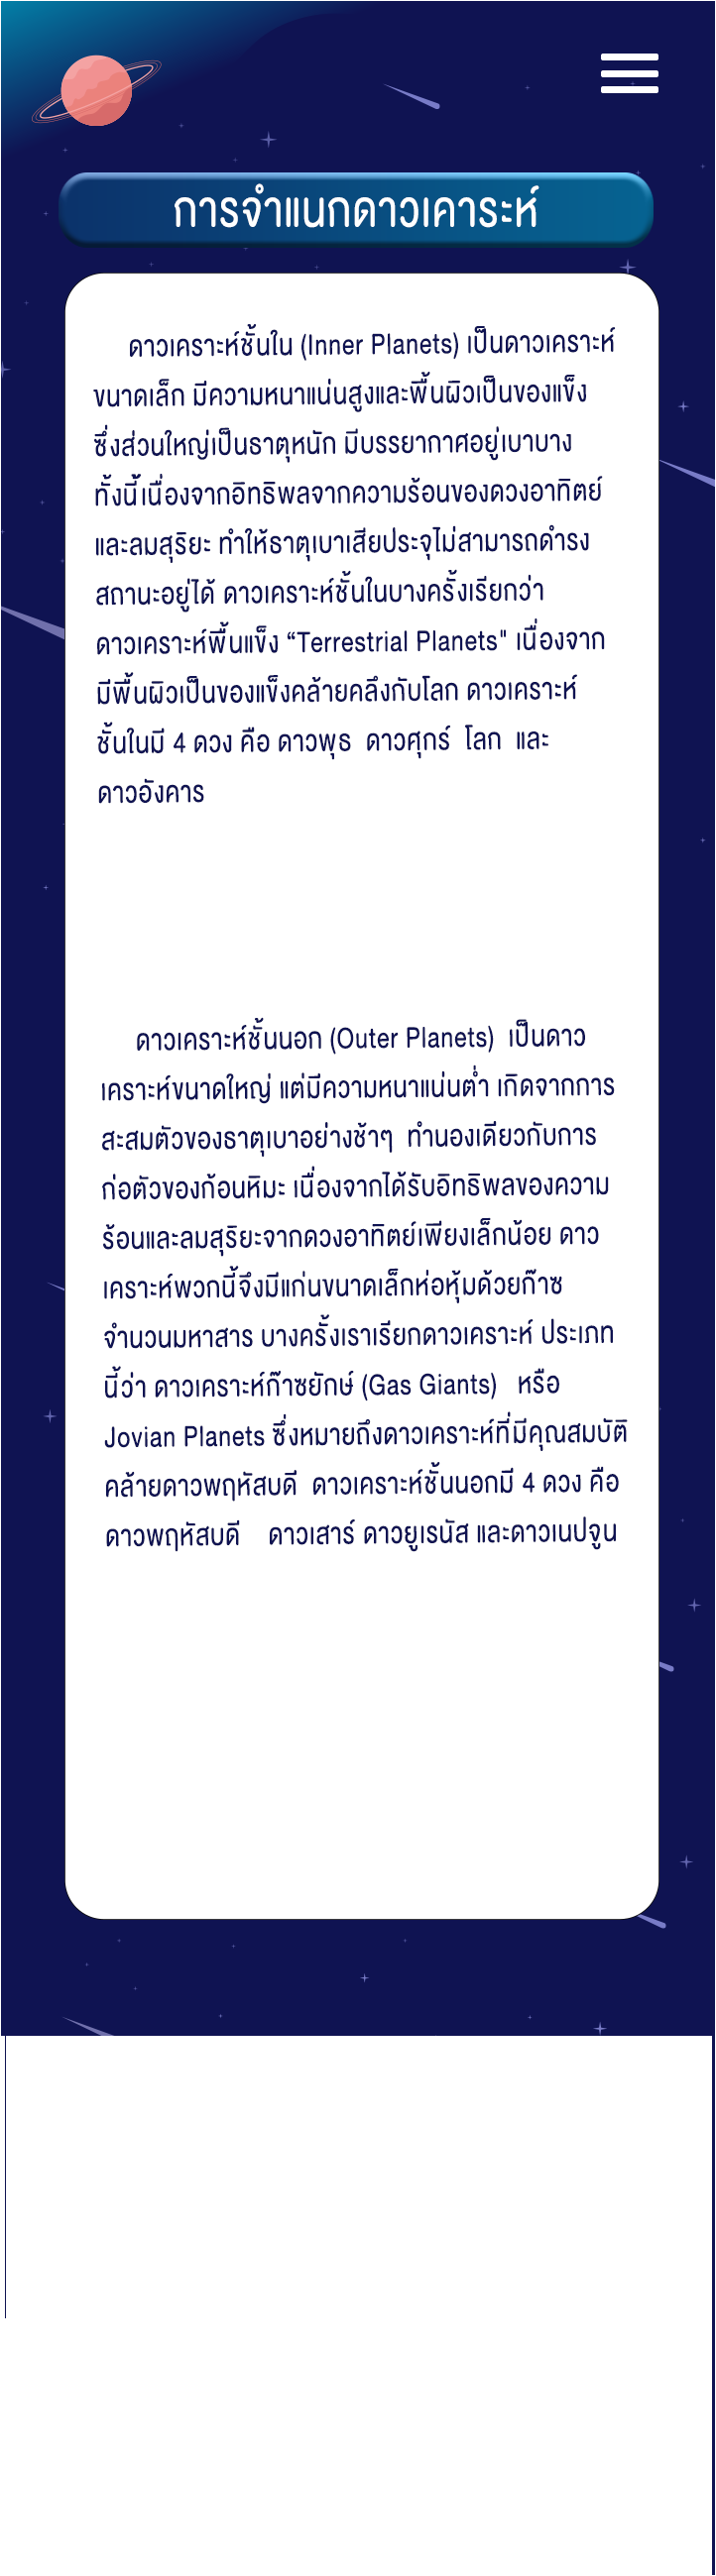 การจำแนกดาวเคาระห์
ดาวเคราะห์ชั้นใน (Inner Planets) เป็นดาวเคราะห์
ขนาดเล็ก มีความหนาแน่นสูงและพื้นผิวเป็นของแข็ง
ซึ่งส่วนใหญ่เป็นธาตุหนัก มีบรรยากาศอยู่เบาบาง
ทั้งนี้เนื่องจากอิทธิพลจากความร้อนของดวงอาทิตย์
และลมสุริยะ ทำให้ธาตุเบาเสียประจุไม่สามารถดำรง
สถานะอยู่ได้ ดาวเคราะห์ชั้นในบางครั้งเรียกว่า
ดาวเคราะห์พื้นแข็ง “Terrestrial Planets" เนื่องจาก
มีพื้นผิวเป็นของแข็งคล้ายคลึงกับโลก ดาวเคราะห์
ชั้นในมี 4 ดวง คือ ดาวพุธ ดาวศุกร์ โลก และ
ดาวอังคาร
ดาวเคราะห์ชั้นนอก (Outer Planets) เป็นดาว
เคราะห์ขนาดใหญ่ แต่มีความหนาแน่นต่ำ เกิดจากการ
สะสมตัวของธาตุเบาอย่างช้าๆ ทำนองเดียวกับการ
ก่อตัวของก้อนหิมะ เนื่องจากได้รับอิทธิพลของความ
ร้อนและลมสุริยะจากดวงอาทิตย์เพียงเล็กน้อย ดาว
เคราะห์พวกนี้จึงมีแก่นขนาดเล็กห่อหุ้มด้วยก๊าซ
จำนวนมหาสาร บางครั้งเราเรียกดาวเคราะห์ ประเภท
นี้ว่า ดาวเคราะห์ก๊าซยักษ์ (Gas Giants) หรือ
Jovian Planets ซึ่งหมายถึงดาวเคราะห์ที่มีคุณสมบัติ
คล้ายดาวพฤหัสบดี ดาวเคราะห์ชั้นนอกมี 4 ดวง คือ
ดาวพฤหัสบดี ดาวเสาร์ ดาวยูเรนัส และดาวเนปจูน